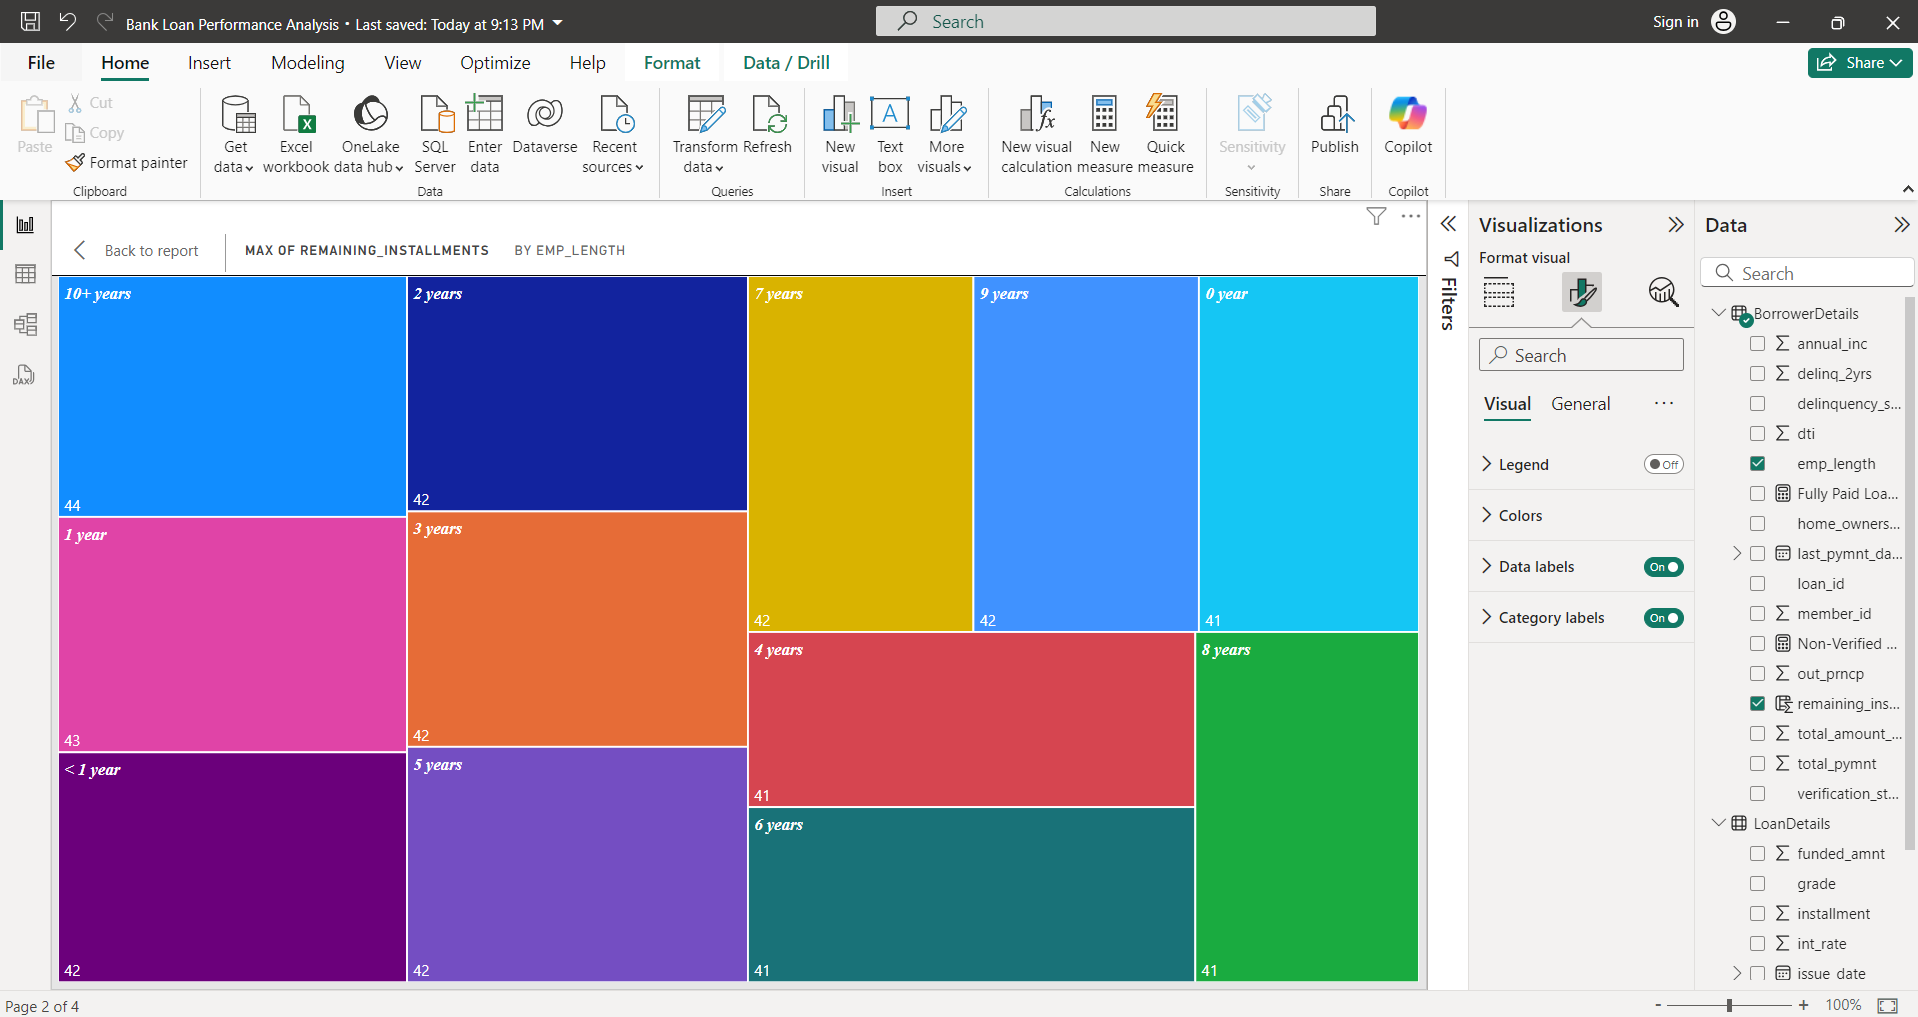 Bank Loan Performance Analysis • Last saved: Today at 9:13 PM
Search
Sign in
File
Home
Insert
Modeling
View
Optimize
Help
Format
Data / Drill
Share
Paste
Cut
Copy
Format painter
Clipboard
Get data
Excel workbook
OneLake data hub
SQL Server
Enter data
Dataverse
Recent sources
Data
Transform data
Refresh
Queries
New visual
Text box
More visuals
Insert
New visual calculation
New measure
Quick measure
Calculations
Sensitivity
Sensitivity
Publish
Share
Copilot
Copilot
Back to report
MAX OF REMAINING_INSTALLMENTS
BY EMP_LENGTH
10+ years
44
1 year
43
< 1 year
42
2 years
42
3 years
42
5 years
42
7 years
42
9 years
42
0 year
41
4 years
41
6 years
41
8 years
41
Filters
Visualizations
Format visual
Search
Visual
General
Legend
Off
Colors
Data labels
On
Category labels
On
Data
Search
BorrowerDetails
annual_inc
delinq_2yrs
delinquency_s...
dti
emp_length
Fully Paid Loa...
home_owners...
last_pymnt_da...
loan_id
member_id
Non-Verified ...
out_prncp
remaining_ins...
total_amount_...
total_pymnt
verification_st...
LoanDetails
funded_amnt
grade
installment
int_rate
issue_date
DAX
Page 2 of 4
- + 100%